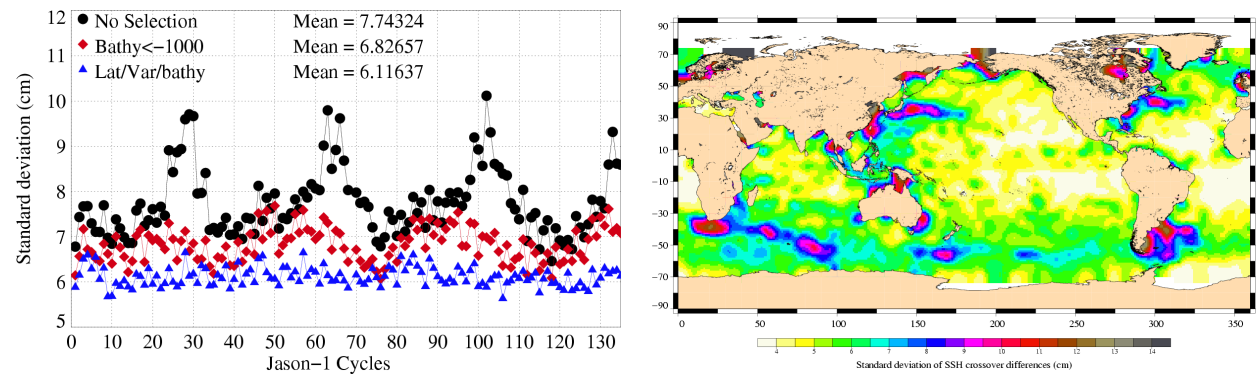 12
11
10
9
8
7
6
5
Standard deviation (cm)
No Selection Mean = 7.74324
Bathy<−1000 Mean = 6.82657
Lat/Var/bathy Mean = 6.11637
0 10 20 30 40 50 60 70 80 90 100 110 120 130
Jason−1 Cycles
90
70
50
30
10
−10
−30
−50
−70
−90
0 50 100 150 200 250 300 350
4 5 6 7 8 9 10 11 12 13 14
Standard deviation of SSH crossover differences (cm)